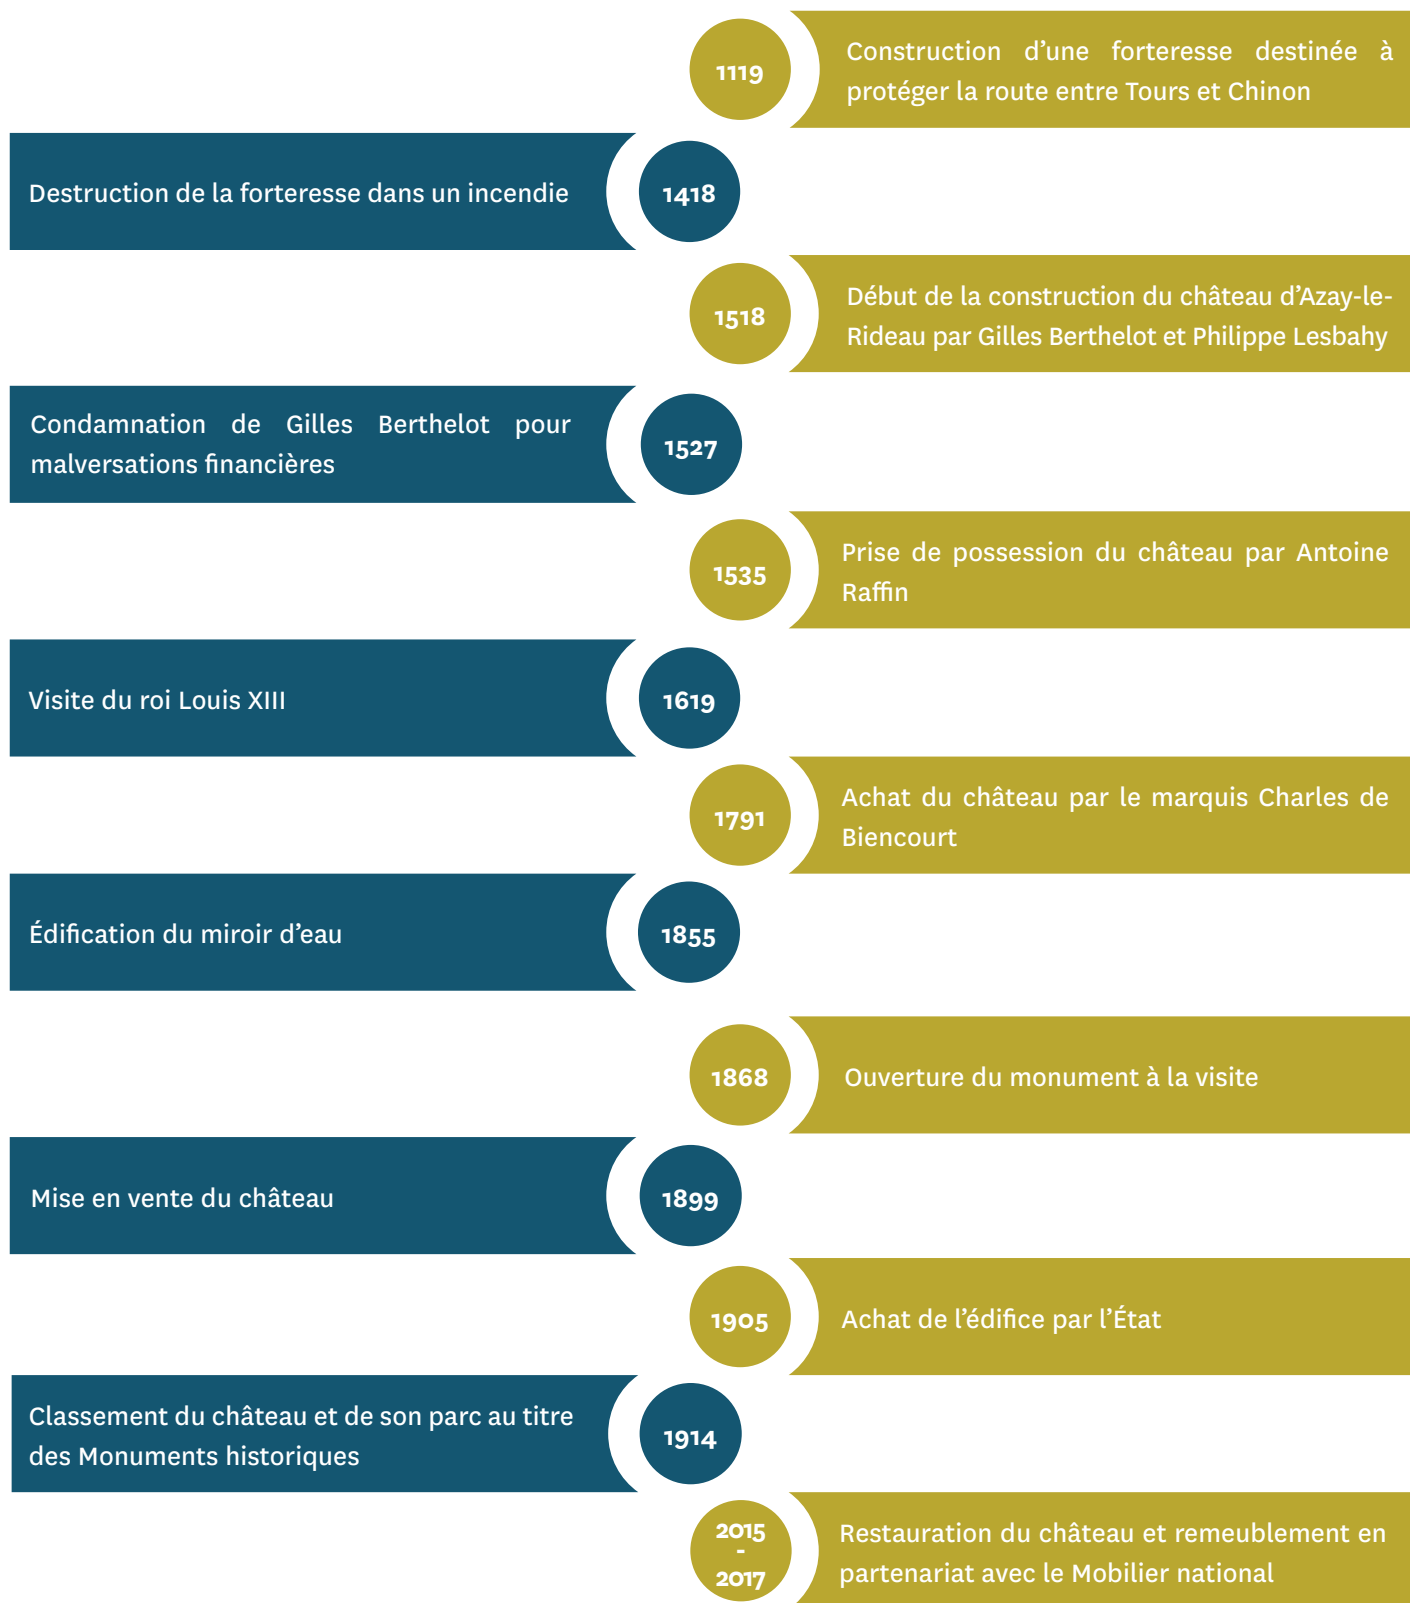 1119
Construction d’une forteresse destinée à
protéger la route entre Tours et Chinon
Destruction de la forteresse dans un incendie
1418
1518
Début de la construction du château d’Azay-le-
Rideau par Gilles Berthelot et Philippe Lesbahy
Condamnation de Gilles Berthelot pour
malversations financières
1527
1535
Prise de possession du château par Antoine
Raffin
Visite du roi Louis XIII
1619
1791
Achat du château par le marquis Charles de
Biencourt
Édification du miroir d’eau
1855
1868
Ouverture du monument à la visite
Mise en vente du château
1899
1905
Achat de l’édifice par l’État
Classement du château et de son parc au titre
des Monuments historiques
1914
2015
-
2017
Restauration du château et remeublement en
partenariat avec le Mobilier national